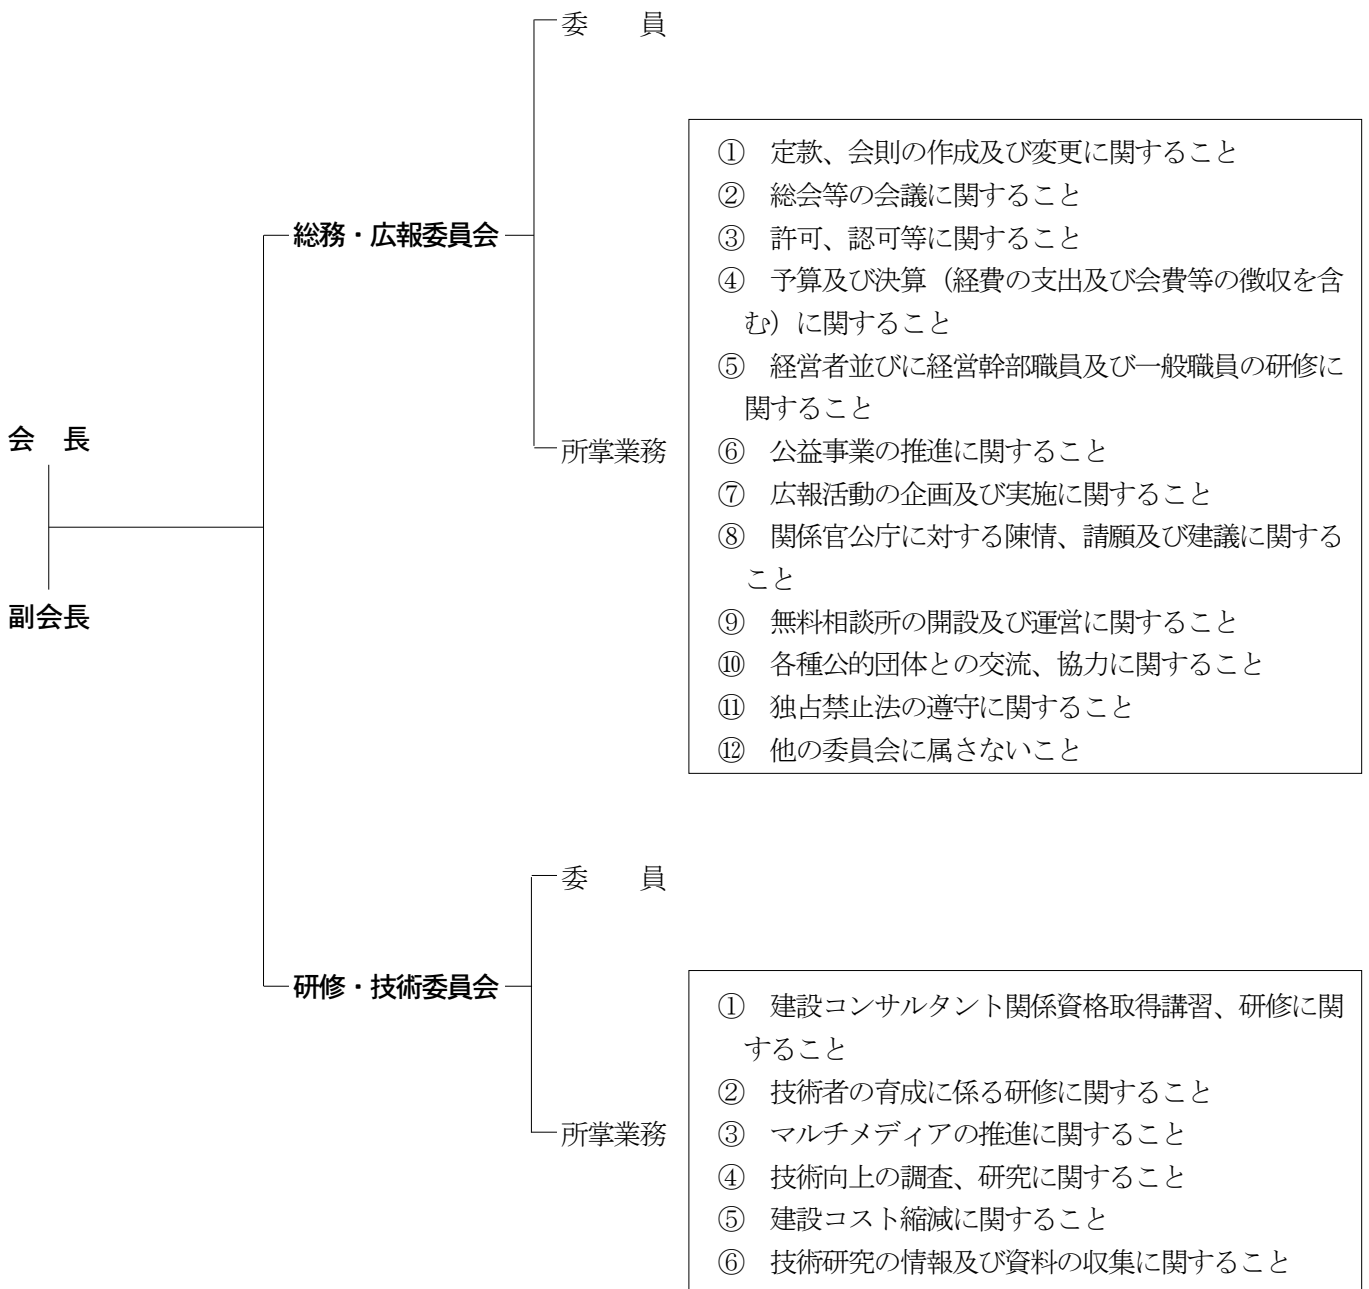 会　長
副会長
総務・広報委員会
委　　員
所掌業務
①　定款、会則の作成及び変更に関すること
②　総会等の会議に関すること
③　許可、認可等に関すること
④　予算及び決算（経費の支出及び会費等の徴収を含
む）に関すること
⑤　経営者並びに経営幹部職員及び一般職員の研修に
関すること
⑥　公益事業の推進に関すること
⑦　広報活動の企画及び実施に関すること
⑧　関係官公庁に対する陳情、請願及び建議に関する
こと
⑨　無料相談所の開設及び運営に関すること
⑩　各種公的団体との交流、協力に関すること
⑪　独占禁止法の遵守に関すること
⑫　他の委員会に属さないこと
研修・技術委員会
委　　員
所掌業務
①　建設コンサルタント関係資格取得講習、研修に関
すること
②　技術者の育成に係る研修に関すること
③　マルチメディアの推進に関すること
④　技術向上の調査、研究に関すること
⑤　建設コスト縮減に関すること
⑥　技術研究の情報及び資料の収集に関すること